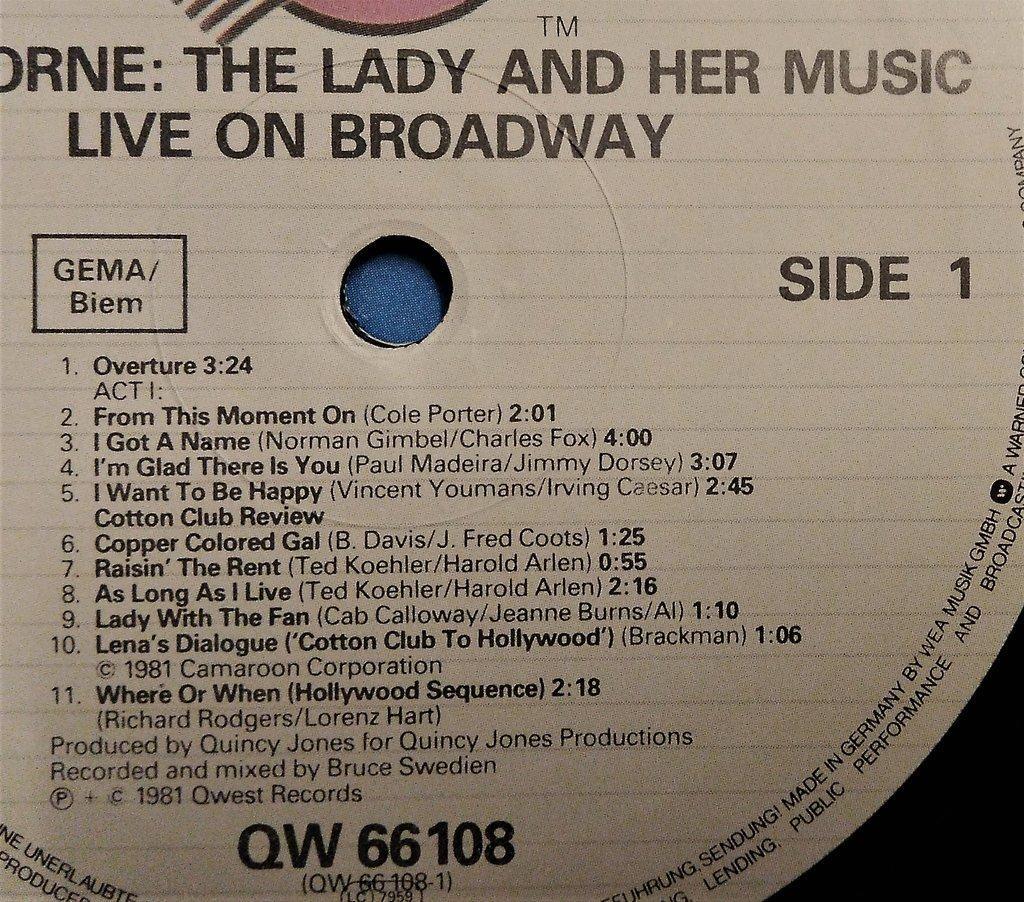 TM
ORNE: THE LADY AND HER MUSIC
LIVE ON BROADWAY
GEMA/
Biem
SIDE 1
1. Overture 3:24
ACT I:
2. From This Moment On (Cole Porter) 2:01
3. I Got A Name (Norman Gimbel/Charles Fox) 4:00
4. I'm Glad There Is You (Paul Madeira/Jimmy Dorsey) 3:07
5. I Want To Be Happy (Vincent Youmans/Irving Caesar) 2:45
Cotton Club Review
6. Copper Colored Gal (B. Davis/J. Fred Coots) 1:25
7. Raisin' The Rent (Ted Koehler/Harold Arlen) 0:55
8. As Long As I Live (Ted Koehler/Harold Arlen) 2:16
9. Lady With The Fan (Cab Calloway/Jeanne Burns/Al) 1:10
10. Lena's Dialogue ('Cotton Club To Hollywood') (Brackman) 1:06
© 1981 Camaroon Corporation
11. Where Or When (Hollywood Sequence) 2:18
(Richard Rodgers/Lorenz Hart)
Produced by Quincy Jones for Quincy Jones Productions
Recorded and mixed by Bruce Swedien
℗ + © 1981 Qwest Records
QW 66 108
(QW 66 108-1)
(LC) 7959)
NE UNERLAUBTE
PRODUCE
SENDUNG! MADE IN GERMANY BY WEA MUSIK GMBH A WARNER COMPANY
LENDING, PUBLIC PERFORMANCE AND BROADCAST